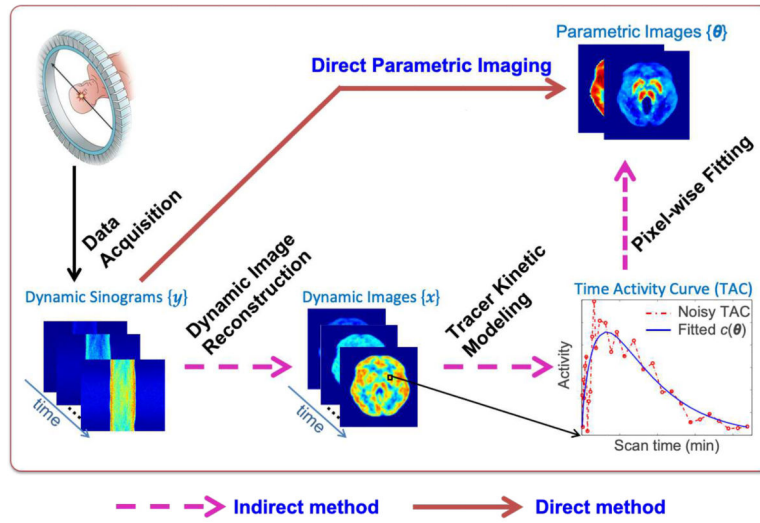 Parametric Images {θ}
Direct Parametric Imaging
Data
Acquisition
Pixel-wise Fitting
Dynamic Sinograms {y}
Dynamic Image
Reconstruction
Dynamic Images {x}
Tracer Kinetic
Modeling
Time Activity Curve (TAC)
Noisy TAC
Fitted c(θ)
Activity
Scan time (min)
time
time
Indirect method
Direct method